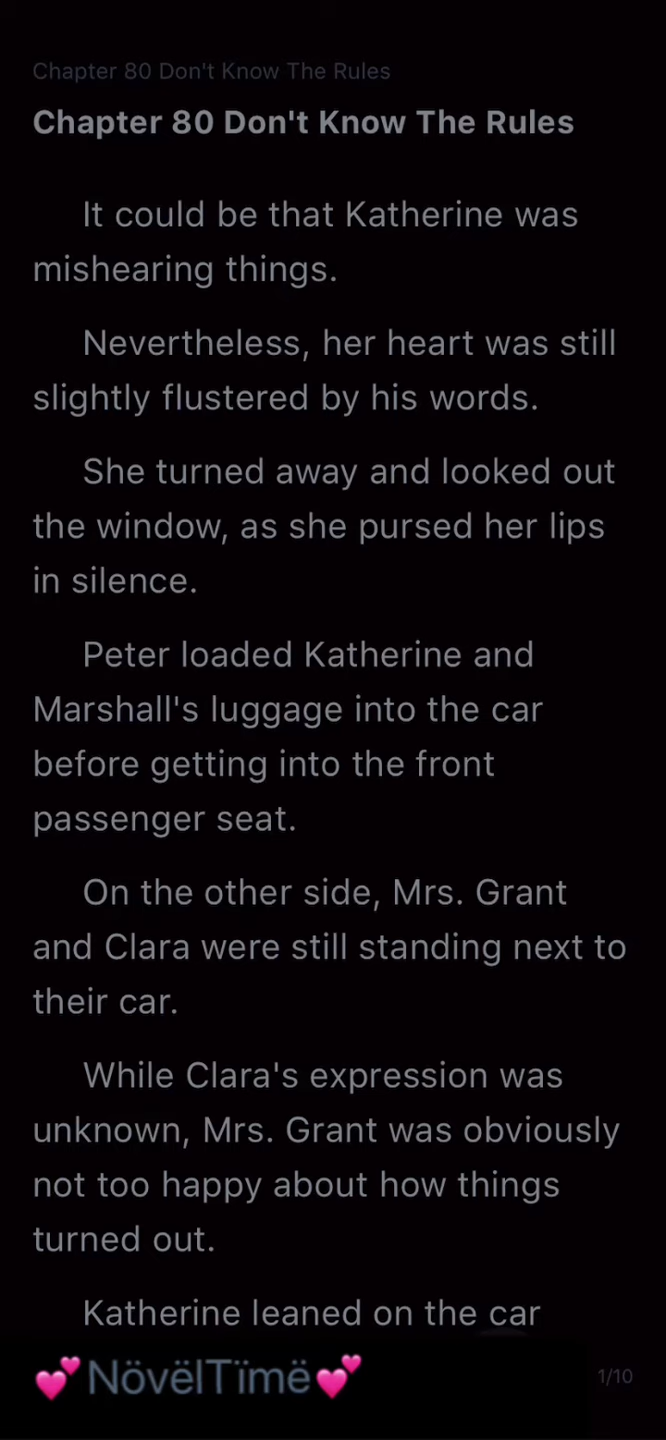 Chapter 80 Don't Know The Rules
Chapter 80 Don't Know The Rules
It could be that Katherine was
mishearing things.
Nevertheless, her heart was still
slightly flustered by his words.
She turned away and looked out
the window, as she pursed her lips
in silence.
Peter loaded Katherine and
Marshall's luggage into the car
before getting into the front
passenger seat.
On the other side, Mrs. Grant
and Clara were still standing next to
their car.
While Clara's expression was
unknown, Mrs. Grant was obviously
not too happy about how things
turned out.
Katherine leaned on the car
💕NövëlTïmë💕
1/10